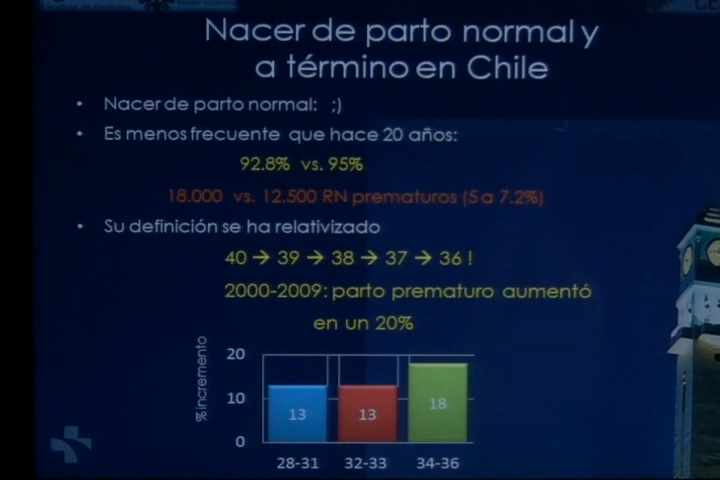 Nacer de parto normal y
a término en Chile
• Nacer de parto normal: ;)
• Es menos frecuente que hace 20 años:
92.8% vs. 95%
18.000 vs. 12.500 RN prematuros (5 a 7.2%)
• Su definición se ha relativizado
40 → 39 → 38 → 37 → 36 !
2000-2009: parto prematuro aumentó
en un 20%
% incremento
20
10
0
13
13
18
28-31
32-33
34-36